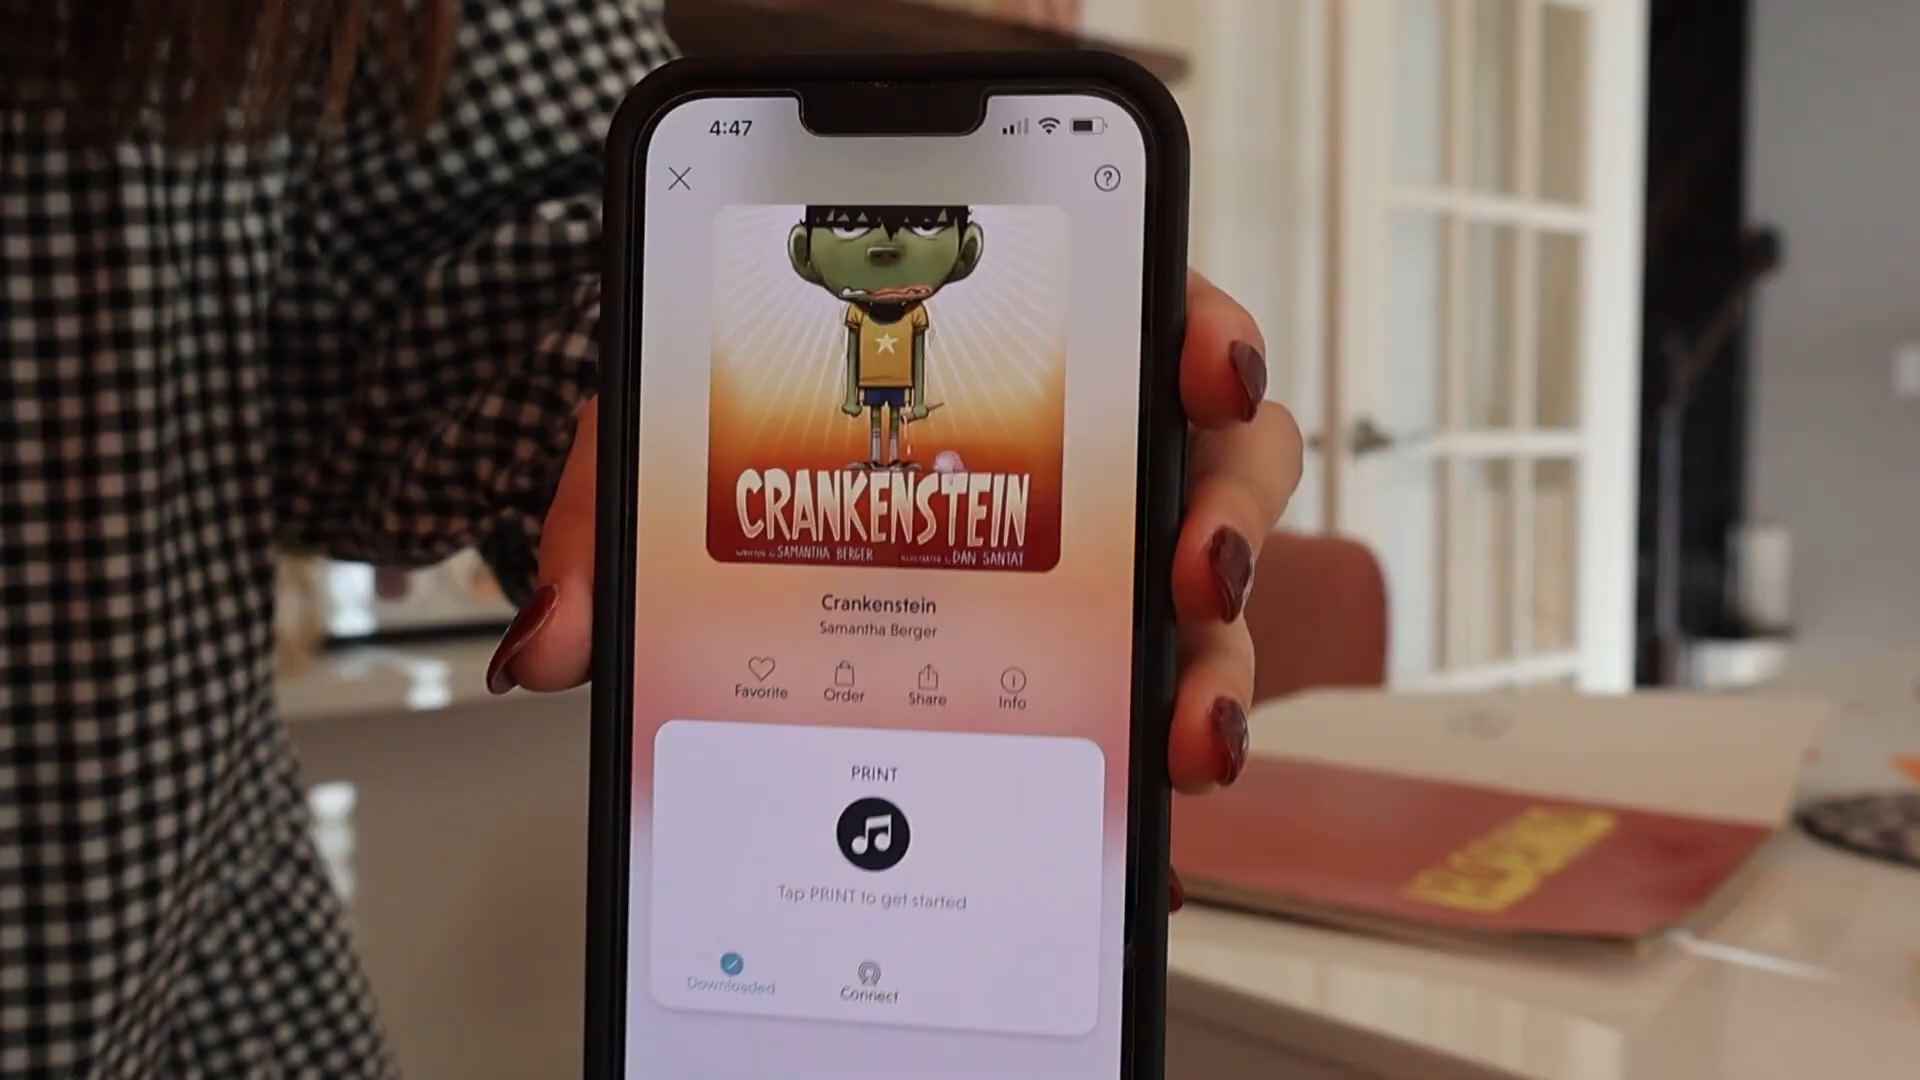 4:47
CRANKENSTEIN
WRITTEN by SAMANTHA BERGER ILLUSTRATED by DAN SANTAT
Crankenstein
Samantha Berger
Favorite Order Share Info
PRINT
Tap PRINT to get started
Downloaded Connect